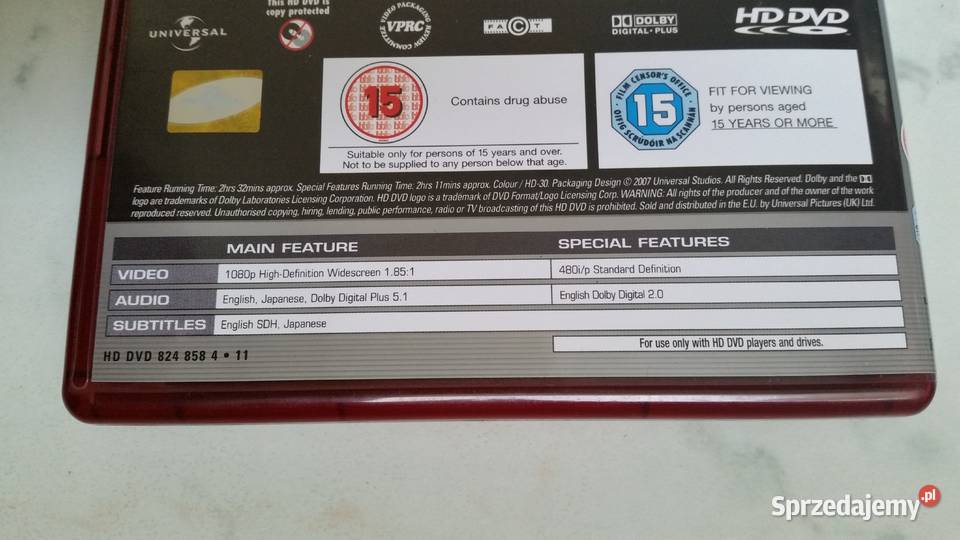 This HD DVD is
copy protected
UNIVERSAL
VIDEO PACKAGING REVIEW COMMITTEE
VPRC
FACT
DOLBY
DIGITAL · PLUS
HD DVD
15
Contains drug abuse
Suitable only for persons of 15 years and over.
Not to be supplied to any person below that age.
FILM CENSOR'S OFFICE
15
OIFIG SCRÚDÓIR NA SCANNÁN
FIT FOR VIEWING
by persons aged
15 YEARS OR MORE
Feature Running Time: 2hrs 32mins approx. Special Features Running Time: 2hrs 11mins approx. Colour / HD-30. Packaging Design © 2007 Universal Studios. All Rights Reserved. Dolby and the
logo are trademarks of Dolby Laboratories Licensing Corporation. HD DVD logo is a trademark of DVD Format/Logo Licensing Corp. WARNING: All rights of the producer and of the owner of the work
reproduced reserved. Unauthorised copying, hiring, lending, public performance, radio or TV broadcasting of this HD DVD is prohibited. Sold and distributed in the E.U. by Universal Pictures (UK) Ltd.
MAIN FEATURE SPECIAL FEATURES
VIDEO 1080p High-Definition Widescreen 1.85:1 480i/p Standard Definition
AUDIO English, Japanese, Dolby Digital Plus 5.1 English Dolby Digital 2.0
SUBTITLES English SDH, Japanese
For use only with HD DVD players and drives.
HD DVD 824 858 4 • 11
Sprzedajemy.pl